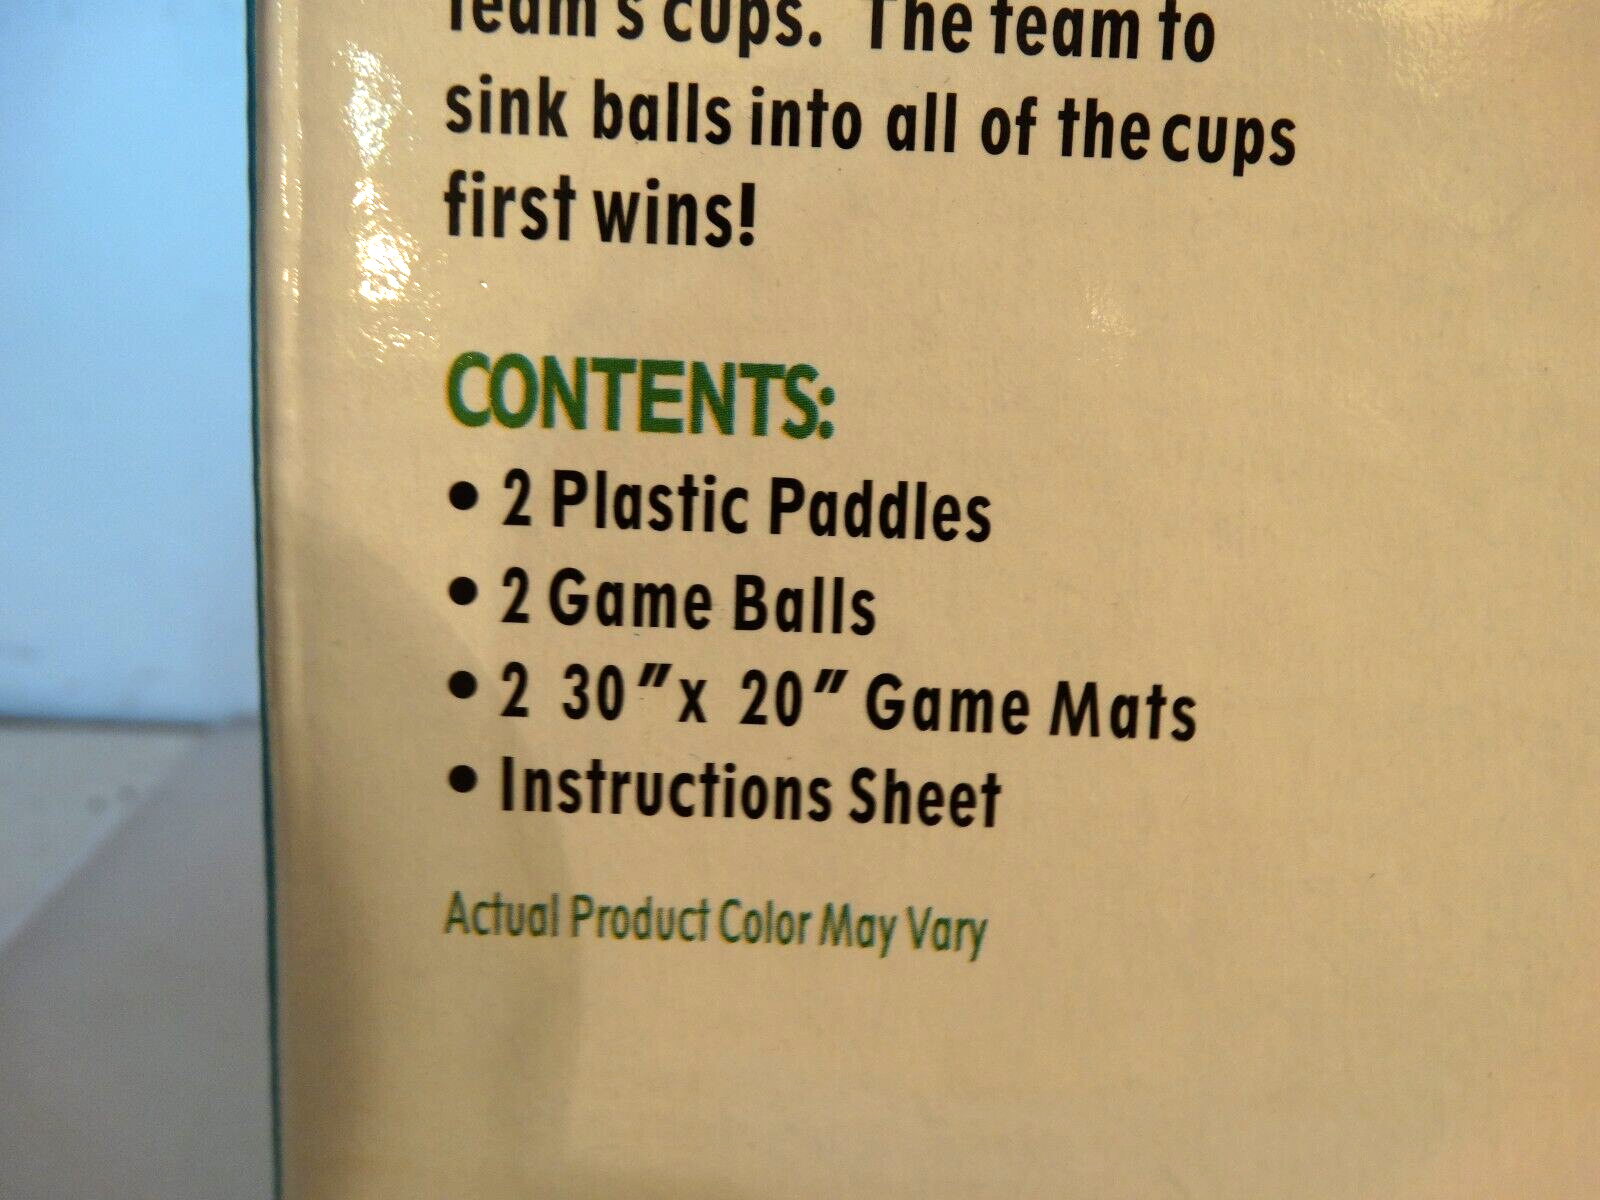 Team's cups. The team to
sink balls into all of the cups
first wins!
CONTENTS:
• 2 Plastic Paddles
• 2 Game Balls
• 2 30" x 20" Game Mats
• Instructions Sheet
Actual Product Color May Vary